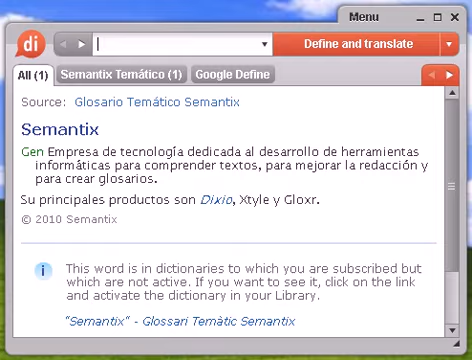 Menu
di
Define and translate
All (1)
Semantix Temático (1)
Google Define
Source: Glosario Temático Semantix
Semantix
Gen Empresa de tecnología dedicada al desarrollo de herramientas
informáticas para comprender textos, para mejorar la redacción y
para crear glosarios.
Su principales productos son Dixio, Xtyle y Gloxr.
© 2010 Semantix
i
This word is in dictionaries to which you are subscribed but
which are not active. If you want to see it, click on the link
and activate the dictionary in your Library.
"Semantix" - Glossari Temàtic Semantix